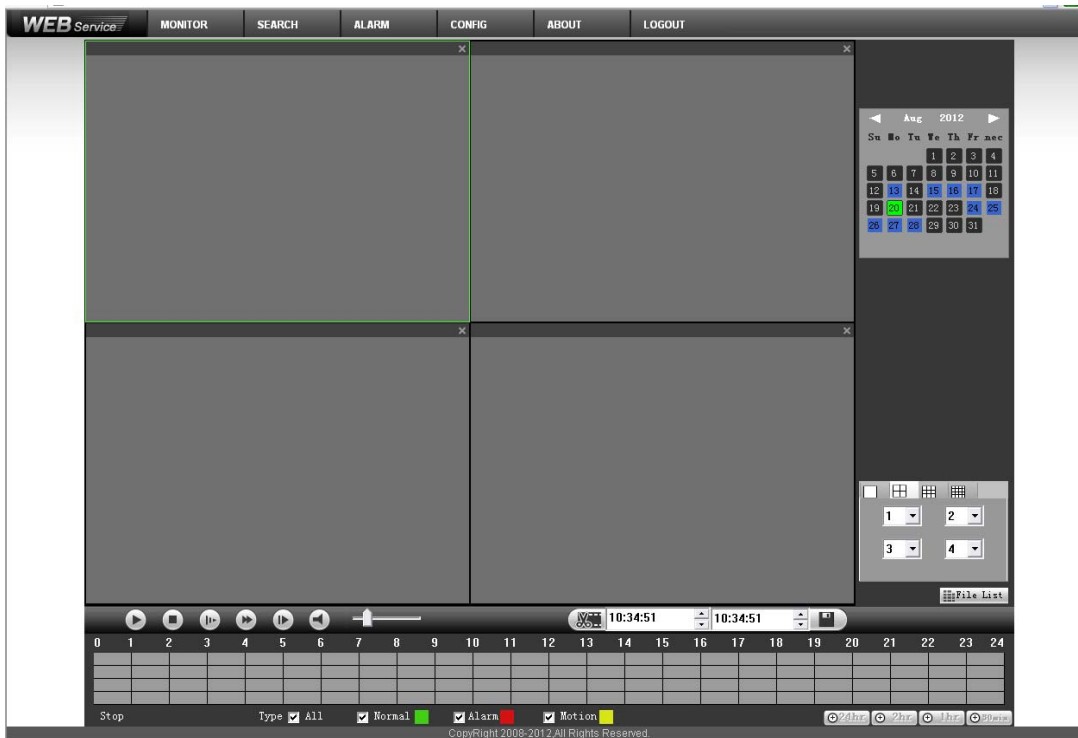 WEB Service MONITOR SEARCH ALARM CONFIG ABOUT LOGOUT
Aug 2012
Su Mo Tu We Th Fr nec
1 2 3 4
5 6 7 8 9 10 11
12 13 14 15 16 17 18
19 20 21 22 23 24 25
26 27 28 29 30 31
1 2
3 4
File List
10:34:51 10:34:51
0 1 2 3 4 5 6 7 8 9 10 11 12 13 14 15 16 17 18 19 20 21 22 23 24
Stop Type All Normal Alarm Motion 24hr 2hr 1hr 30min
CopyRight 2008-2012,All Rights Reserved.